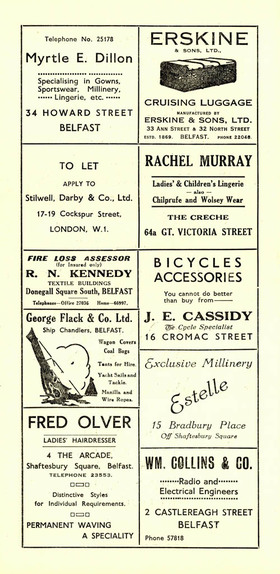 Telephone No. 25178
Myrtle E. Dillon
Specialising in Gowns,
Sportswear, Millinery,
Lingerie, etc.
34 HOWARD STREET
BELFAST
ERSKINE
& SONS, LTD.,
CRUISING LUGGAGE
MANUFACTURED BY
ERSKINE & SONS, LTD.
33 ANN STREET & 32 NORTH STREET
ESTD. 1869. BELFAST. PHONE 22048.
TO LET
APPLY TO
Stilwell, Darby & Co., Ltd.
17-19 Cockspur Street,
LONDON, W.1.
RACHEL MURRAY
Ladies' & Children's Lingerie
— also —
Chilprufe and Wolsey Wear
THE CRECHE
64a GT. VICTORIA STREET
FIRE LOSS ASSESSOR
(for Insured only)
R. N. KENNEDY
TEXTILE BUILDINGS
Donegall Square South, BELFAST
Telephones—Office 27036 Home—46997.
BICYCLES
ACCESSORIES
You cannot do better
than buy from——
J. E. CASSIDY
The Cycle Specialist
16 CROMAC STREET
George Flack & Co. Ltd.
Ship Chandlers, BELFAST.
Wagon Covers
Coal Bags
Tents for Hire.
Yacht Sails and
Tackle.
Manilla and
Wire Ropes.
Exclusive Millinery
Estelle
15 Bradbury Place
Off Shaftesbury Square
FRED OLVER
LADIES' HAIRDRESSER
4 THE ARCADE,
Shaftesbury Square, Belfast.
TELEPHONE 23553.
Distinctive Styles
for Individual Requirements.
PERMANENT WAVING
A SPECIALITY
WM. COLLINS & CO.
Radio and
Electrical Engineers
2 CASTLEREAGH STREET
BELFAST
Phone 57818